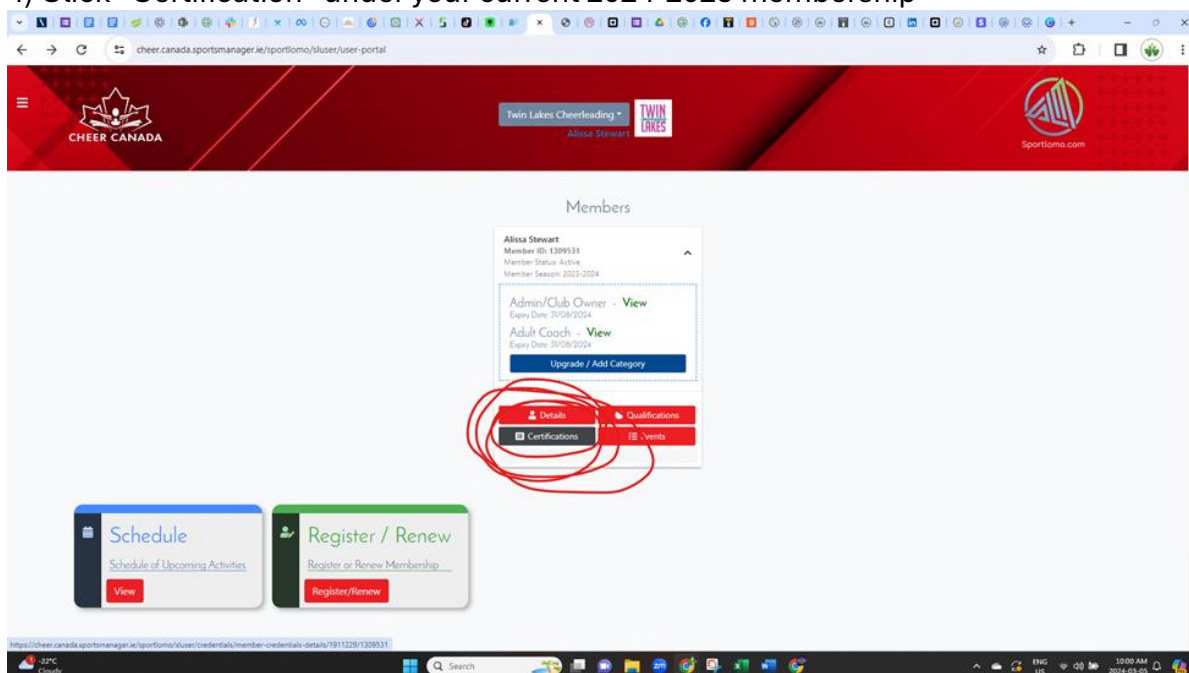 4) Click "Certification" under your current 2024-2025 membership
cheer.canada.sportsmanager.ie/sportlomo/sluser/user-portal
CHEER CANADA
Twin Lakes Cheerleading
TWIN
LAKES
Alissa Stewart
Sportlomo.com
Members
Alissa Stewart
Member ID: 1309531
Member Status: Active
Member Season: 2023-2024
Admin/Club Owner - View
Expiry Date: 31/08/2024
Adult Coach - View
Expiry Date: 31/08/2024
Upgrade / Add Category
Details
Qualifications
Certifications
Events
Schedule
Schedule of Upcoming Activities
View
Register / Renew
Register or Renew Membership
Register/Renew
https://cheer.canada.sportsmanager.ie/sportlomo/sluser/credentials/member-credentials-details/1911229/1309531
-22°C
Cloudy
Search
ENG
US
10:00 AM
2024-03-05